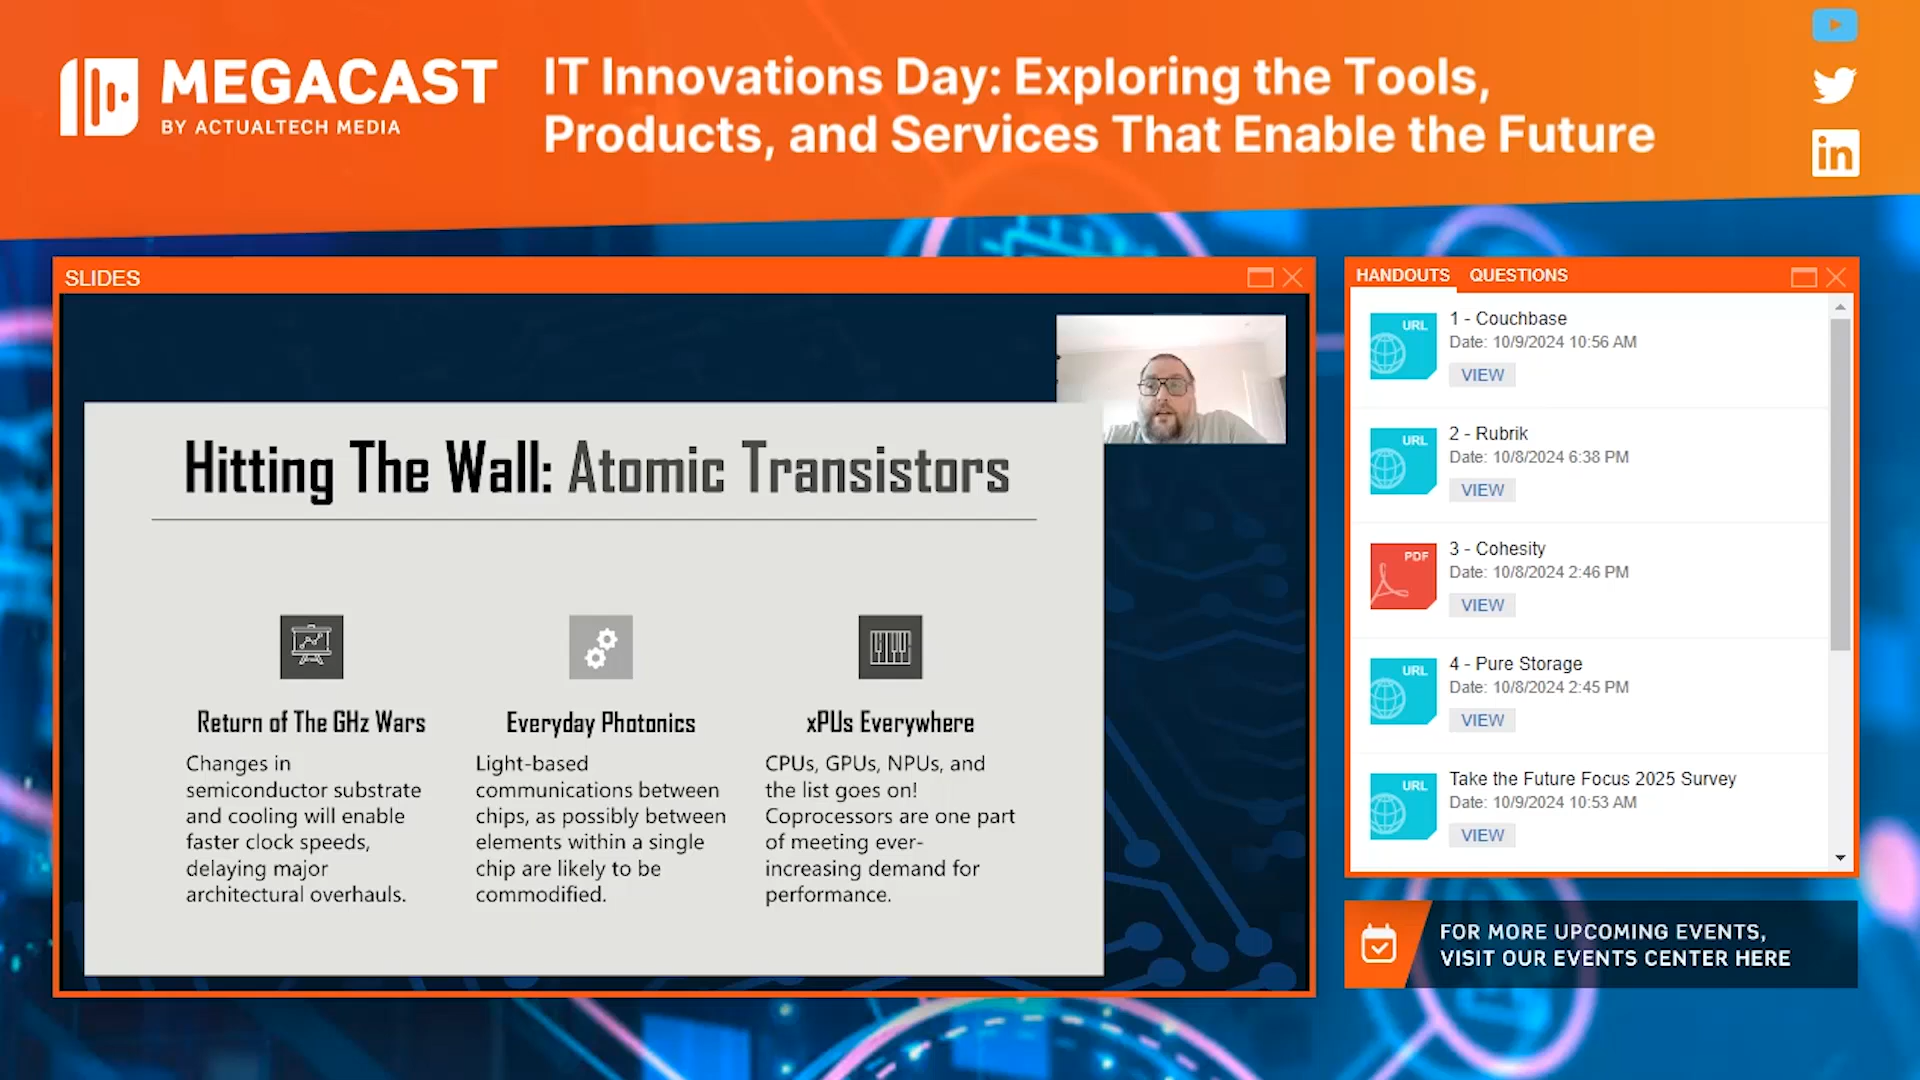 MEGACAST
BY ACTUALTECH MEDIA
IT Innovations Day: Exploring the Tools,
Products, and Services That Enable the Future
in
SLIDES
Hitting The Wall: Atomic Transistors
Return of The GHz Wars
Changes in
semiconductor substrate
and cooling will enable
faster clock speeds,
delaying major
architectural overhauls.
Everyday Photonics
Light-based
communications between
chips, as possibly between
elements within a single
chip are likely to be
commodified.
xPUs Everywhere
CPUs, GPUs, NPUs, and
the list goes on!
Coprocessors are one part
of meeting ever-
increasing demand for
performance.
HANDOUTS QUESTIONS
URL
1 - Couchbase
Date: 10/9/2024 10:56 AM
VIEW
URL
2 - Rubrik
Date: 10/8/2024 6:38 PM
VIEW
PDF
3 - Cohesity
Date: 10/8/2024 2:46 PM
VIEW
URL
4 - Pure Storage
Date: 10/8/2024 2:45 PM
VIEW
URL
Take the Future Focus 2025 Survey
Date: 10/9/2024 10:53 AM
VIEW
FOR MORE UPCOMING EVENTS,
VISIT OUR EVENTS CENTER HERE